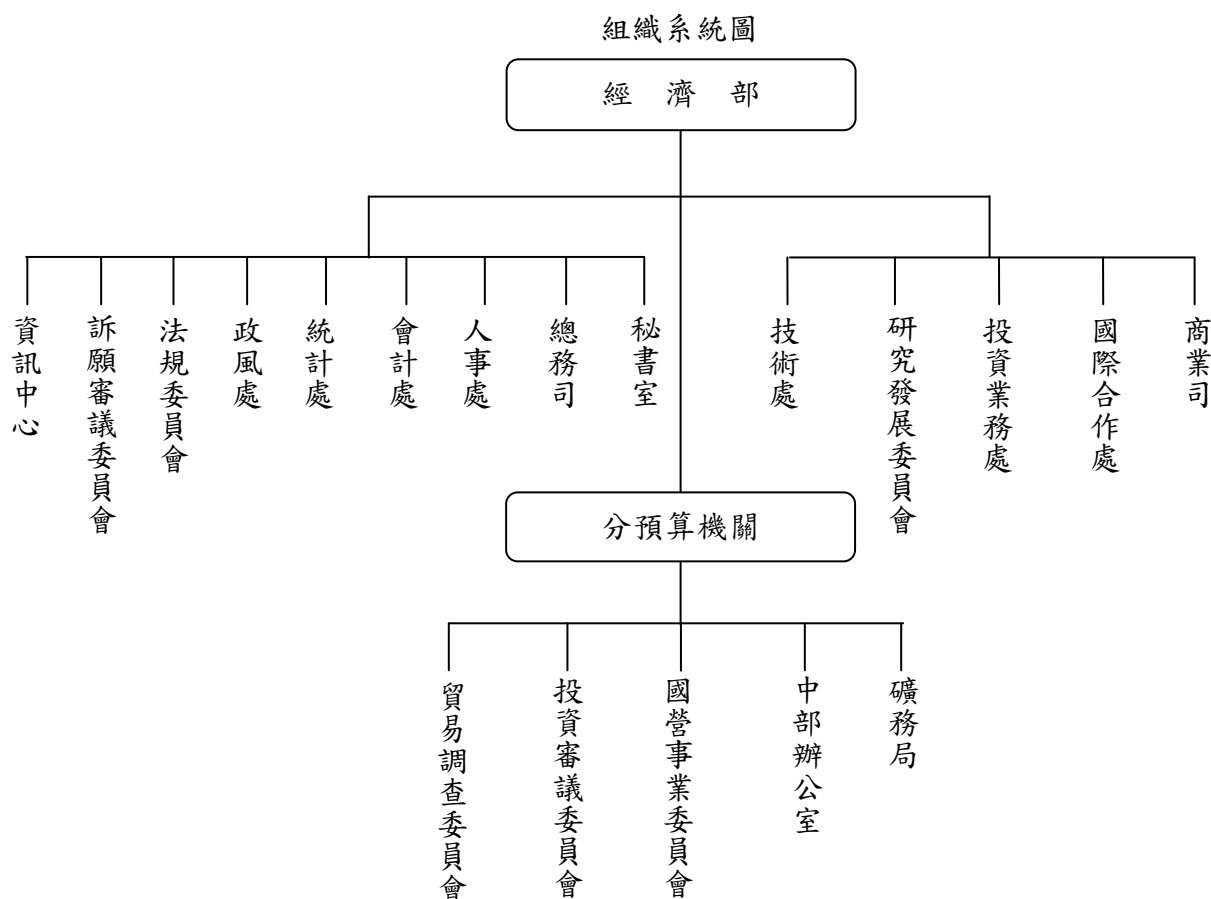 組織系統圖
經 濟 部
資訊中心
訴願審議委員會
法規委員會
政風處
統計處
會計處
人事處
總務司
秘書室
技術處
研究發展委員會
投資業務處
國際合作處
商業司
分預算機關
貿易調查委員會
投資審議委員會
國營事業委員會
中部辦公室
礦務局